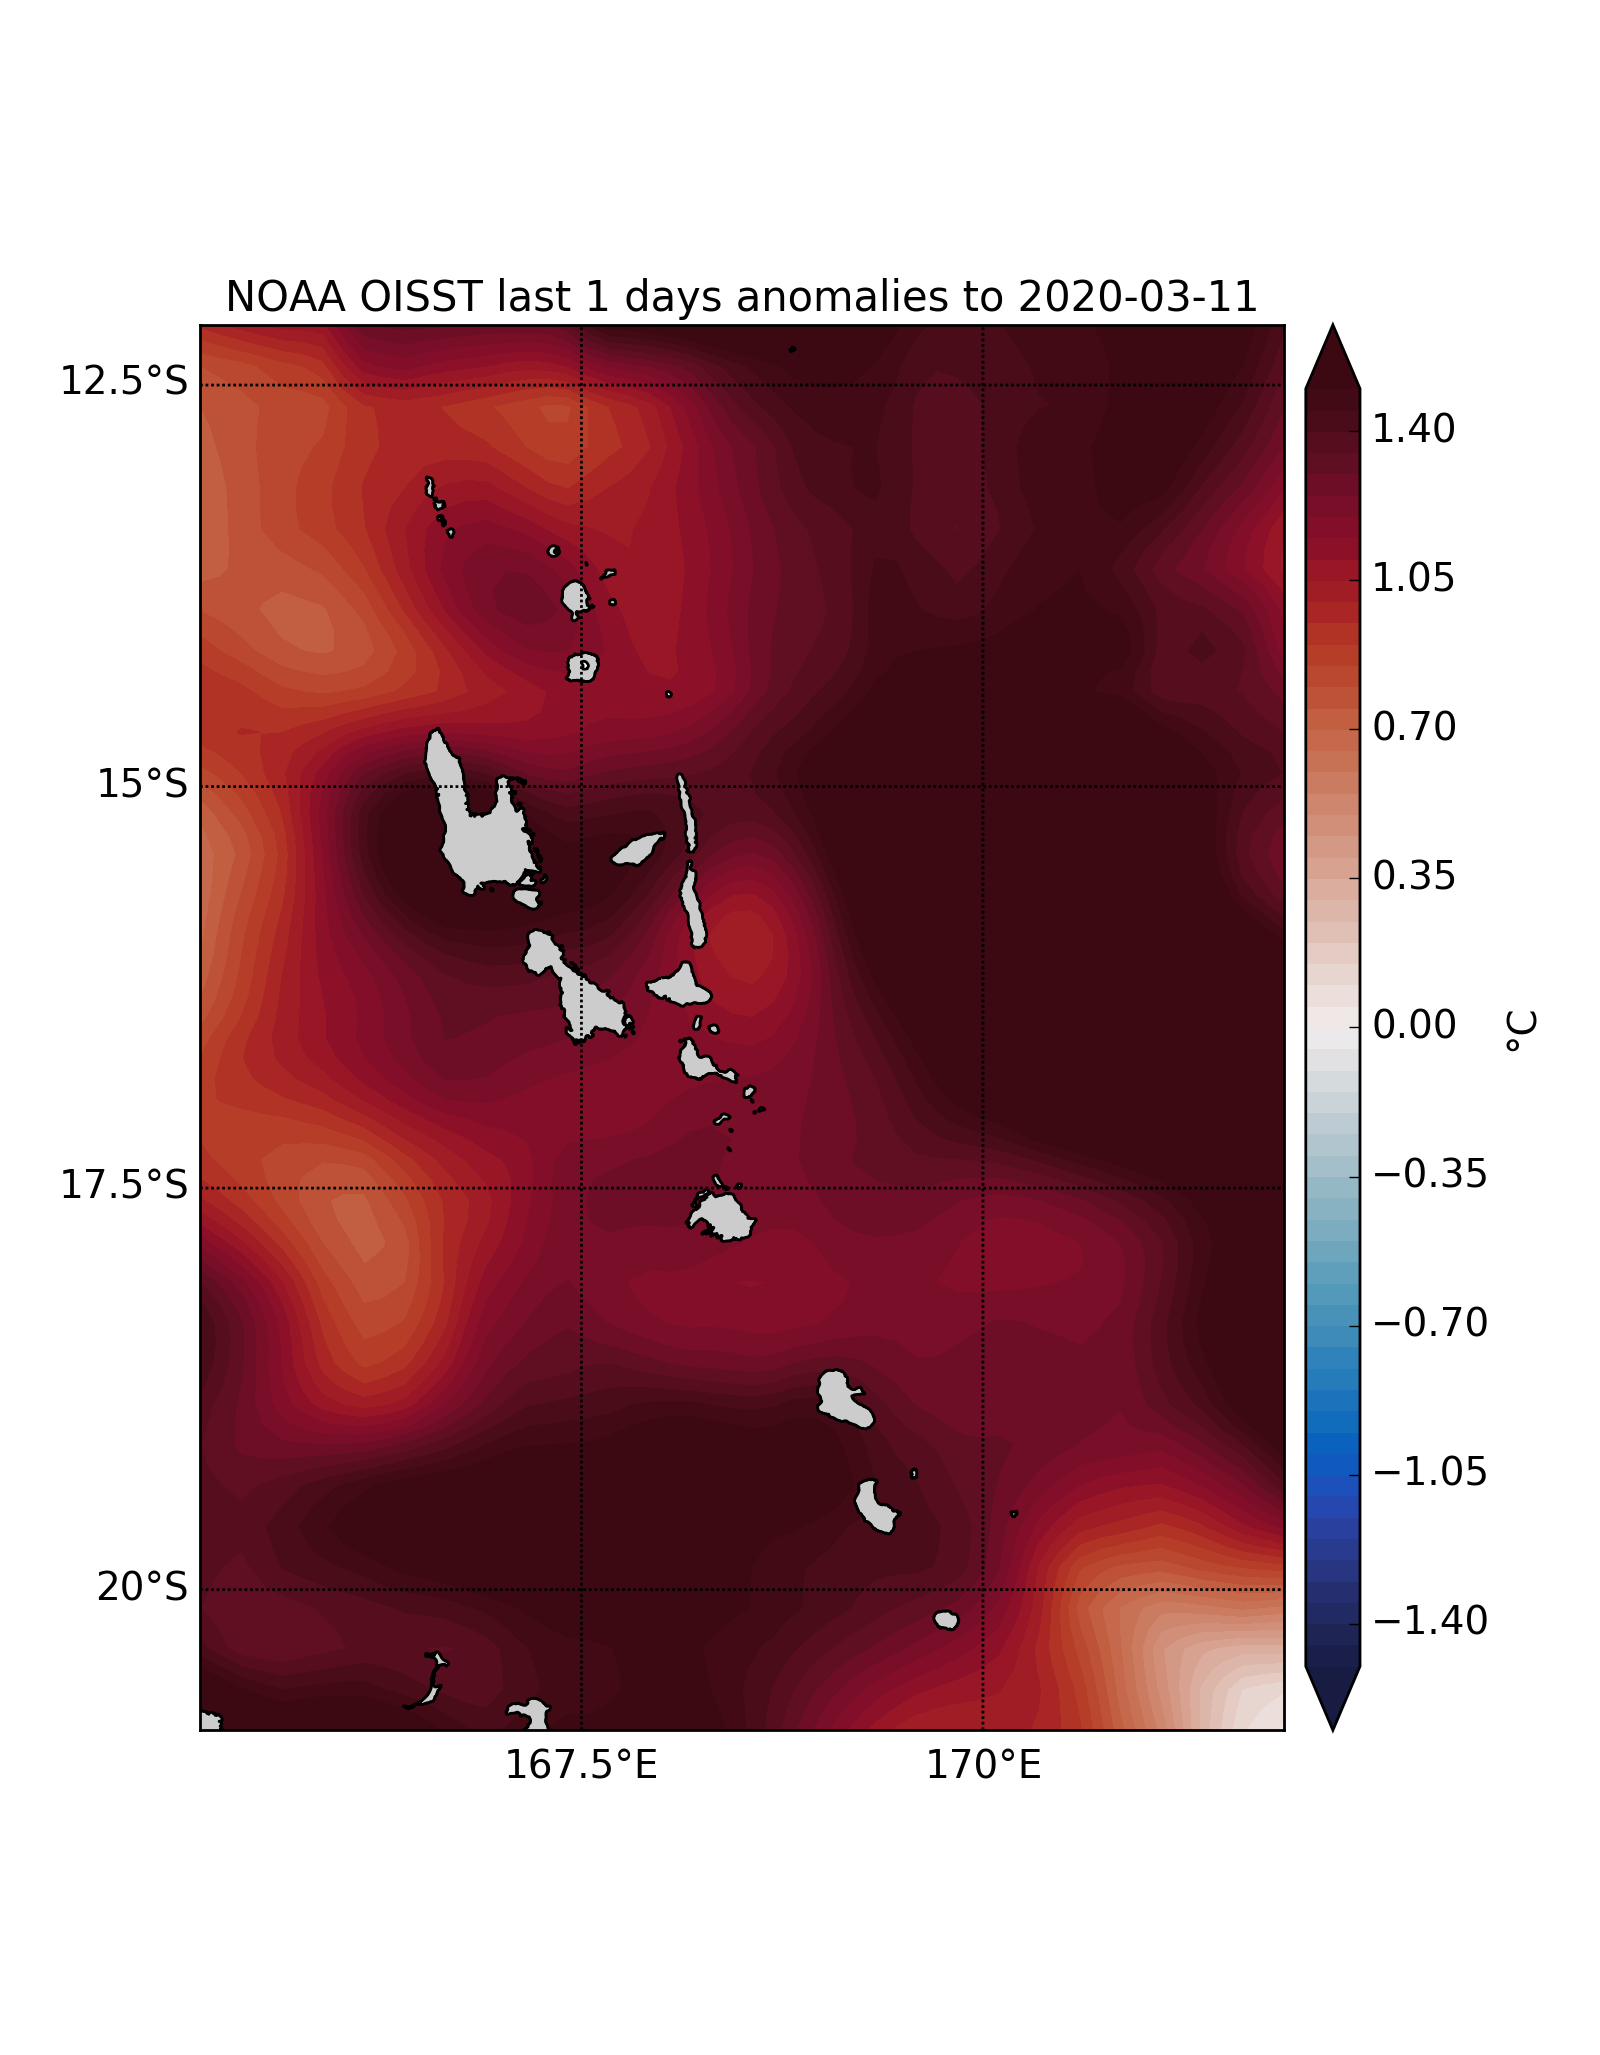 NOAA OISST last 1 days anomalies to 2020-03-11
12.5°S
15°S
17.5°S
20°S
167.5°E
170°E
1.40
1.05
0.70
0.35
0.00
−0.35
−0.70
−1.05
−1.40
°C